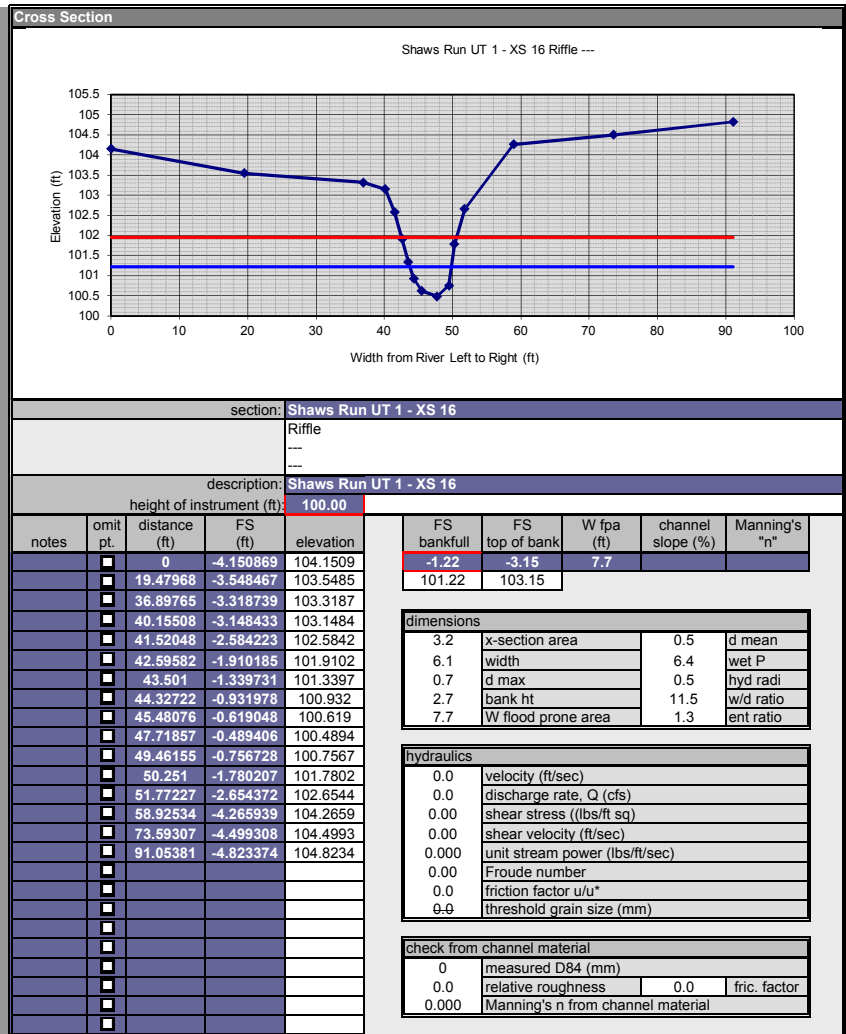 Cross Section
Shaws Run UT 1 - XS 16 Riffle ---
105.5
105
104.5
104
103.5
103
102.5
102
101.5
101
100.5
100
Elevation (ft)
0 10 20 30 40 50 60 70 80 90 100
Width from River Left to Right (ft)
section: Shaws Run UT 1 - XS 16
Riffle
---
---
description: Shaws Run UT 1 - XS 16
height of instrument (ft): 100.00
notes omit pt. distance (ft) FS (ft) elevation
0 -4.150869 104.1509
19.47968 -3.548467 103.5485
36.89765 -3.318739 103.3187
40.15508 -3.148433 103.1484
41.52048 -2.584223 102.5842
42.59582 -1.910185 101.9102
43.501 -1.339731 101.3397
44.32722 -0.931978 100.932
45.48076 -0.619048 100.619
47.71857 -0.489406 100.4894
49.46155 -0.756728 100.7567
50.251 -1.780207 101.7802
51.77227 -2.654372 102.6544
58.92534 -4.265939 104.2659
73.59307 -4.499308 104.4993
91.05381 -4.823374 104.8234
FS bankfull FS top of bank W fpa (ft) channel slope (%) Manning's "n"
-1.22 -3.15 7.7
101.22 103.15
dimensions
3.2 x-section area 0.5 d mean
6.1 width 6.4 wet P
0.7 d max 0.5 hyd radi
2.7 bank ht 11.5 w/d ratio
7.7 W flood prone area 1.3 ent ratio
hydraulics
0.0 velocity (ft/sec)
0.0 discharge rate, Q (cfs)
0.00 shear stress ((lbs/ft sq)
0.00 shear velocity (ft/sec)
0.000 unit stream power (lbs/ft/sec)
0.00 Froude number
0.0 friction factor u/u*
0.0 threshold grain size (mm)
check from channel material
0 measured D84 (mm)
0.0 relative roughness 0.0 fric. factor
0.000 Manning's n from channel material